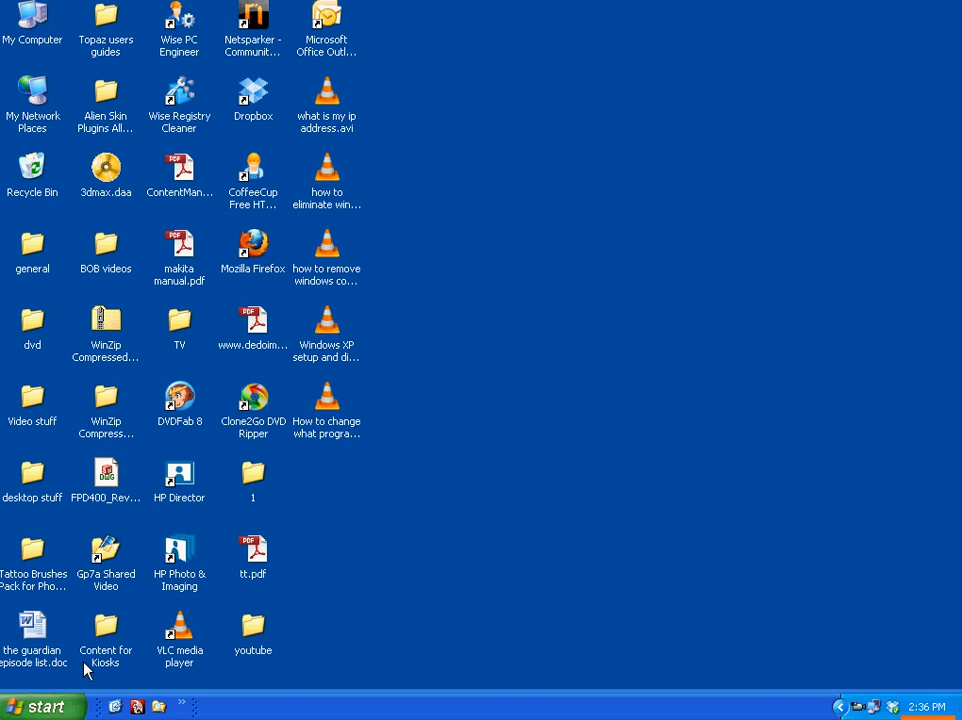 My Computer
Topaz users
guides
Wise PC
Engineer
Netsparker -
Communit...
Microsoft
Office Outl...
My Network
Places
Alien Skin
Plugins All...
Wise Registry
Cleaner
Dropbox
what is my ip
address.avi
Recycle Bin
3dmax.daa
ContentMan...
CoffeeCup
Free HT...
how to
eliminate win...
general
BOB videos
makita
manual.pdf
Mozilla Firefox
how to remove
windows co...
dvd
WinZip
Compressed...
TV
www.dedoim...
Windows XP
setup and di...
Video stuff
WinZip
Compress...
DVDFab 8
Clone2Go DVD
Ripper
How to change
what progra...
desktop stuff
FPD400_Rev...
HP Director
1
Tattoo Brushes
Pack for Pho...
Gp7a Shared
Video
HP Photo &
Imaging
tt.pdf
the guardian
episode list.doc
Content for
Kiosks
VLC media
player
youtube
start
2:36 PM